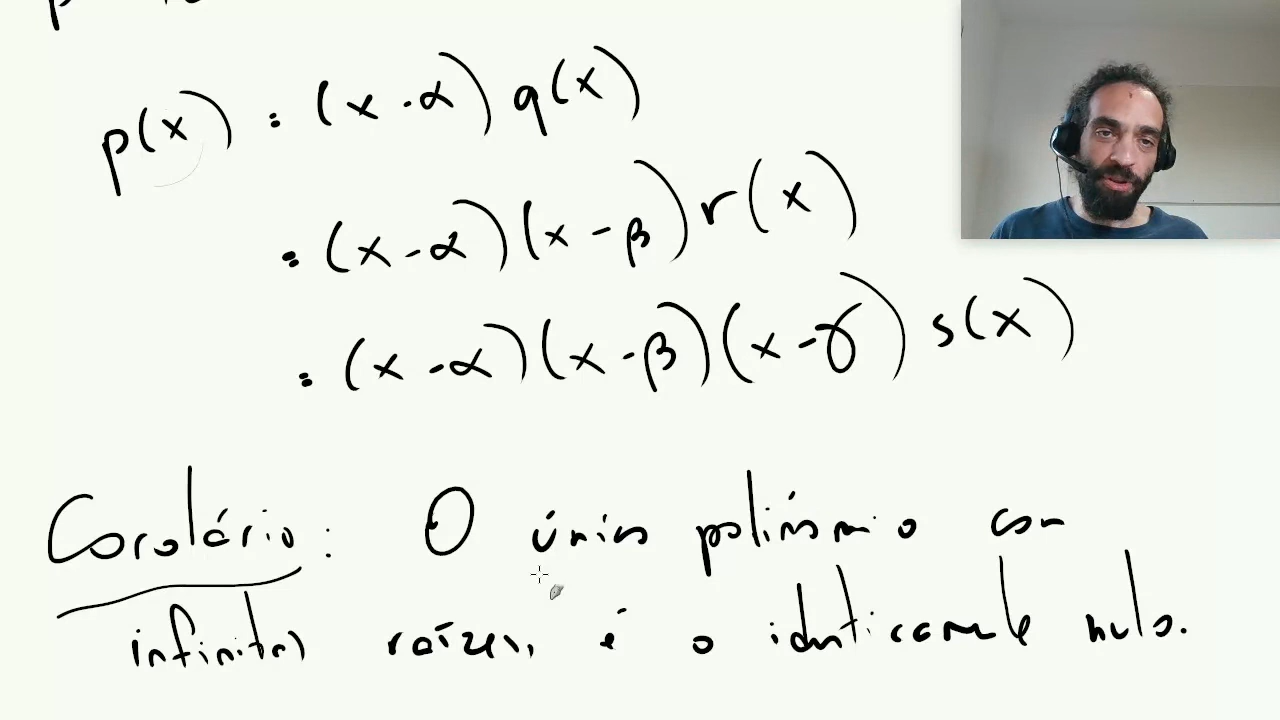 p(x) = (x-α) q(x)
= (x-α)(x-β) r(x)
= (x-α)(x-β)(x-γ) s(x)
Corolário: O único polinômio com
infinitas raízes, é o identicamente nulo.